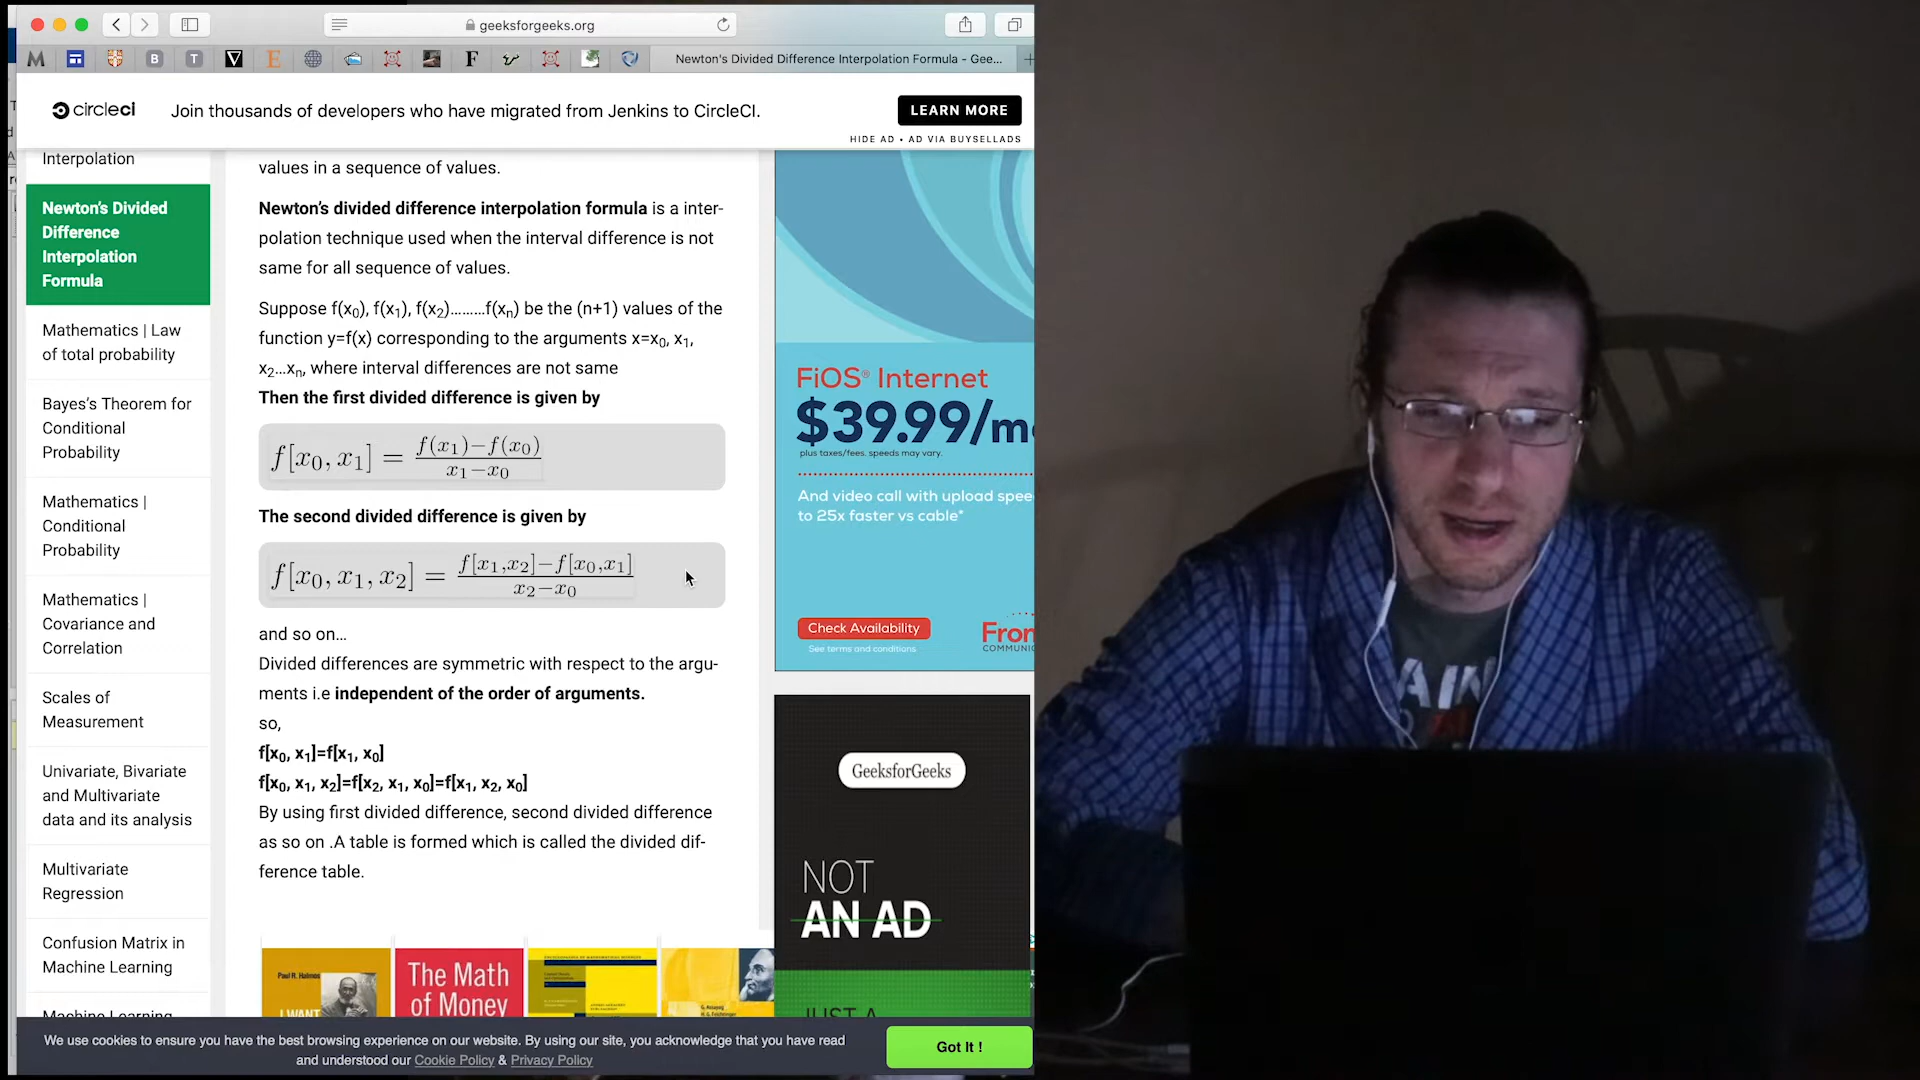 geeksforgeeks.org
M
B
T
V
E
F
Newton's Divided Difference Interpolation Formula - Gee...
circleci
Join thousands of developers who have migrated from Jenkins to CircleCI.
LEARN MORE
HIDE AD • AD VIA BUYSELLADS
Interpolation
Newton's Divided
Difference
Interpolation
Formula
Mathematics | Law
of total probability
Bayes's Theorem for
Conditional
Probability
Mathematics |
Conditional
Probability
Mathematics |
Covariance and
Correlation
Scales of
Measurement
Univariate, Bivariate
and Multivariate
data and its analysis
Multivariate
Regression
Confusion Matrix in
Machine Learning
Machine Learning
values in a sequence of values.
Newton's divided difference interpolation formula is a inter-
polation technique used when the interval difference is not
same for all sequence of values.
Suppose f(x₀), f(x₁), f(x₂).........f(xₙ) be the (n+1) values of the
function y=f(x) corresponding to the arguments x=x₀, x₁,
x₂...xₙ, where interval differences are not same
Then the first divided difference is given by
f[x₀, x₁] = f(x₁)−f(x₀) / x₁−x₀
The second divided difference is given by
f[x₀, x₁, x₂] = f[x₁,x₂]−f[x₀,x₁] / x₂−x₀
and so on...
Divided differences are symmetric with respect to the argu-
ments i.e independent of the order of arguments.
so,
f[x₀, x₁]=f[x₁, x₀]
f[x₀, x₁, x₂]=f[x₂, x₁, x₀]=f[x₁, x₂, x₀]
By using first divided difference, second divided difference
as so on .A table is formed which is called the divided dif-
ference table.
Paul R. Halmos
I WANT
The Math
of Money
FiOS® Internet
$39.99/m
plus taxes/fees. speeds may vary.
And video call with upload spee
to 25x faster vs cable*
Check Availability
See terms and conditions
Fron
COMMUNIC
GeeksforGeeks
NOT
AN AD
JUST A
We use cookies to ensure you have the best browsing experience on our website. By using our site, you acknowledge that you have read
and understood our Cookie Policy & Privacy Policy
Got It !
AIN